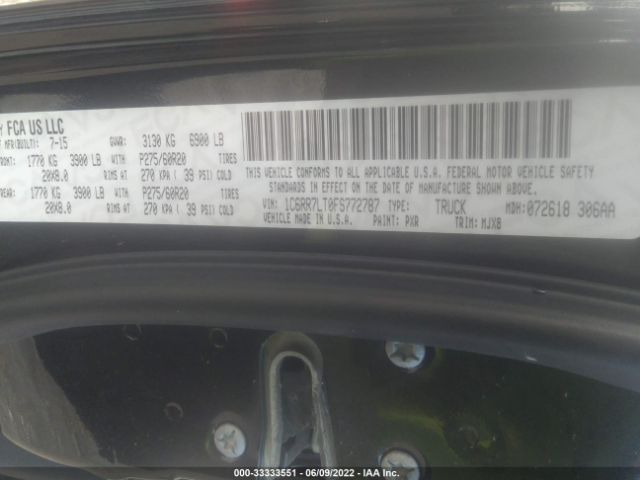 FCA US LLC
MFR(BUILT): 7-15 GVWR: 3130 KG 6900 LB
FRONT: 1770 KG 3900 LB WITH P275/60R20 TIRES
20X8.0 RIMS AT 270 KPA ( 39 PSI) COLD
REAR: 1770 KG 3900 LB WITH P275/60R20 TIRES
20X8.0 RIMS AT 270 KPA ( 39 PSI) COLD
THIS VEHICLE CONFORMS TO ALL APPLICABLE U.S.A. FEDERAL MOTOR VEHICLE SAFETY
STANDARDS IN EFFECT ON THE DATE OF MANUFACTURE SHOWN ABOVE.
VIN: 1C6RR7LT0FS772787 TYPE: TRUCK MDH: 072618 306AA
MADE IN U.S.A. PAINT: PXR TRIM: MJX8
000-33333551 - 06/09/2022 - IAA Inc.